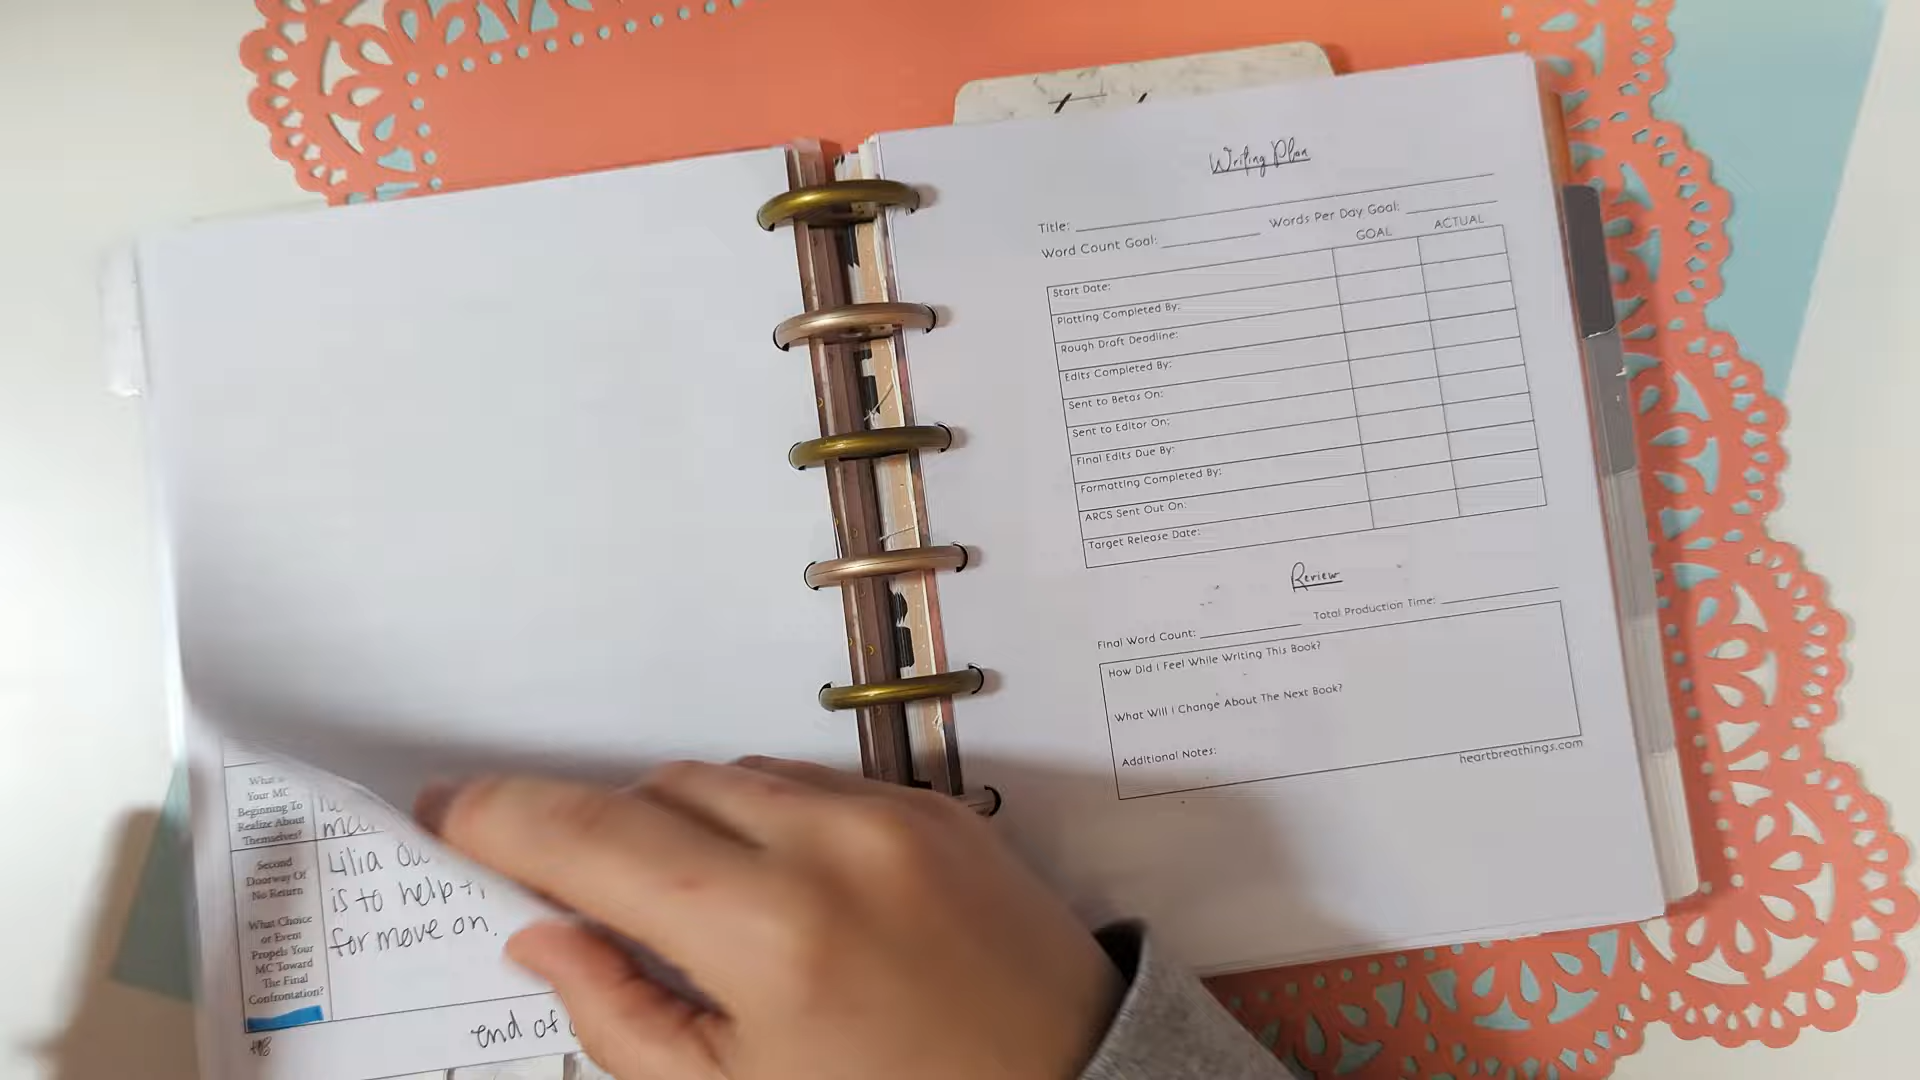 What is
Your MC
Beginning To
Realize About
Themselves?
Second
Doorway Of
No Return
What Choice
or Event
Propels Your
MC Toward
The Final
Confrontation?
Lilia
is to help
for move on.
end of
Writing Plan
Title:
Word Count Goal: Words Per Day Goal:
GOAL ACTUAL
Start Date:
Plotting Completed By:
Rough Draft Deadline:
Edits Completed By:
Sent to Betas On:
Sent to Editor On:
Final Edits Due By:
Formatting Completed By:
ARCS Sent Out On:
Target Release Date:
Review
Final Word Count: Total Production Time:
How Did I Feel While Writing This Book?
What Will I Change About The Next Book?
Additional Notes:
heartbreathings.com